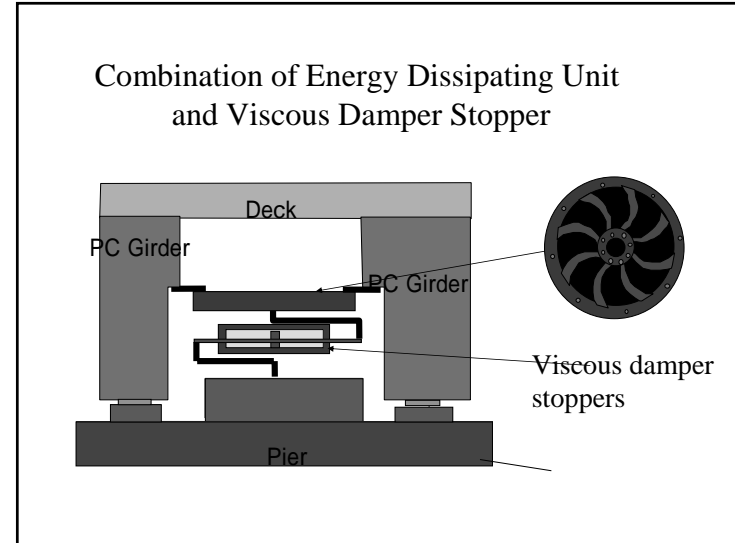 Combination of Energy Dissipating Unit
and Viscous Damper Stopper
Deck
PC Girder
PC Girder
Viscous damper
stoppers
Pier